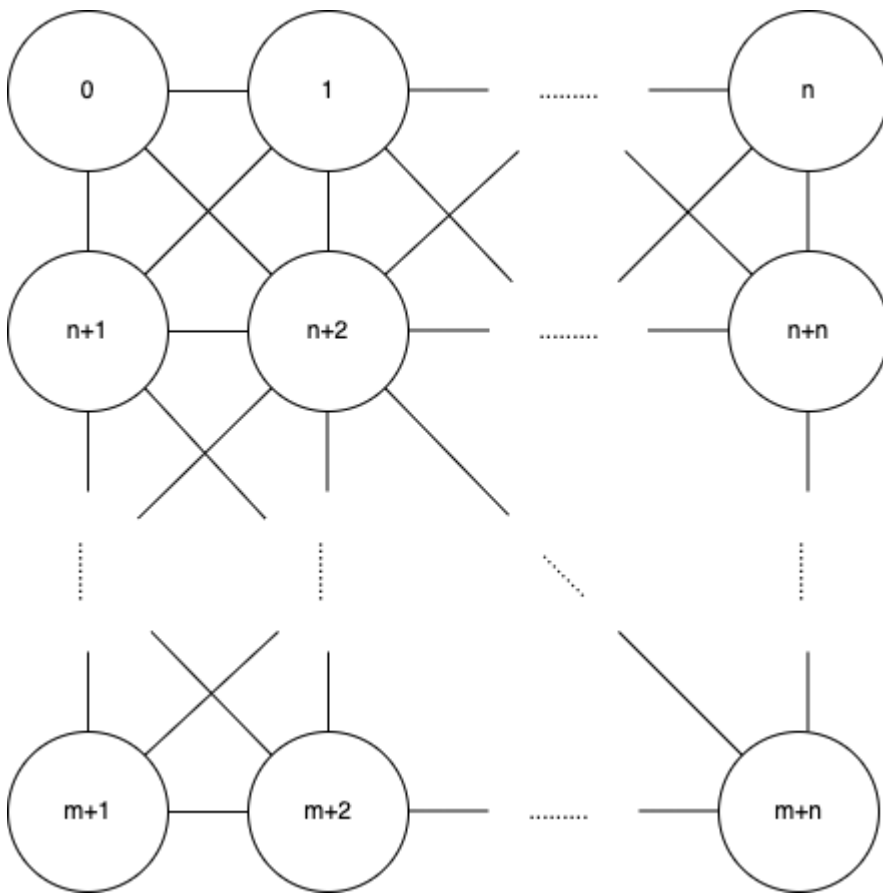 0 1 ......... n
n+1 n+2 ......... n+n
m+1 m+2 ......... m+n